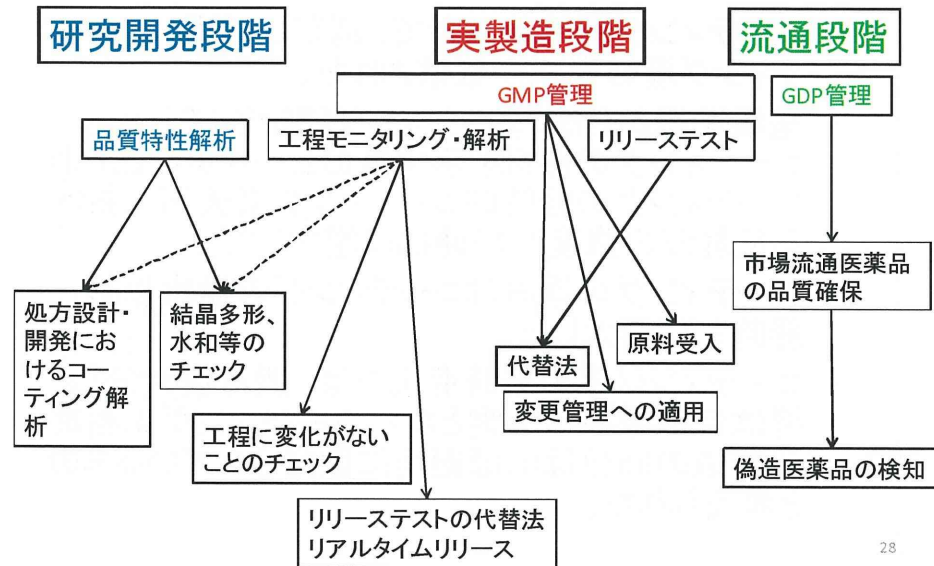 研究開発段階
実製造段階
流通段階
GMP管理
GDP管理
品質特性解析
工程モニタリング・解析
リリーステスト
市場流通医薬品
の品質確保
処方設計・
開発にお
けるコー
ティング解
析
結晶多形、
水和等の
チェック
代替法
原料受入
変更管理への適用
工程に変化がない
ことのチェック
偽造医薬品の検知
リリーステストの代替法
リアルタイムリリース
28